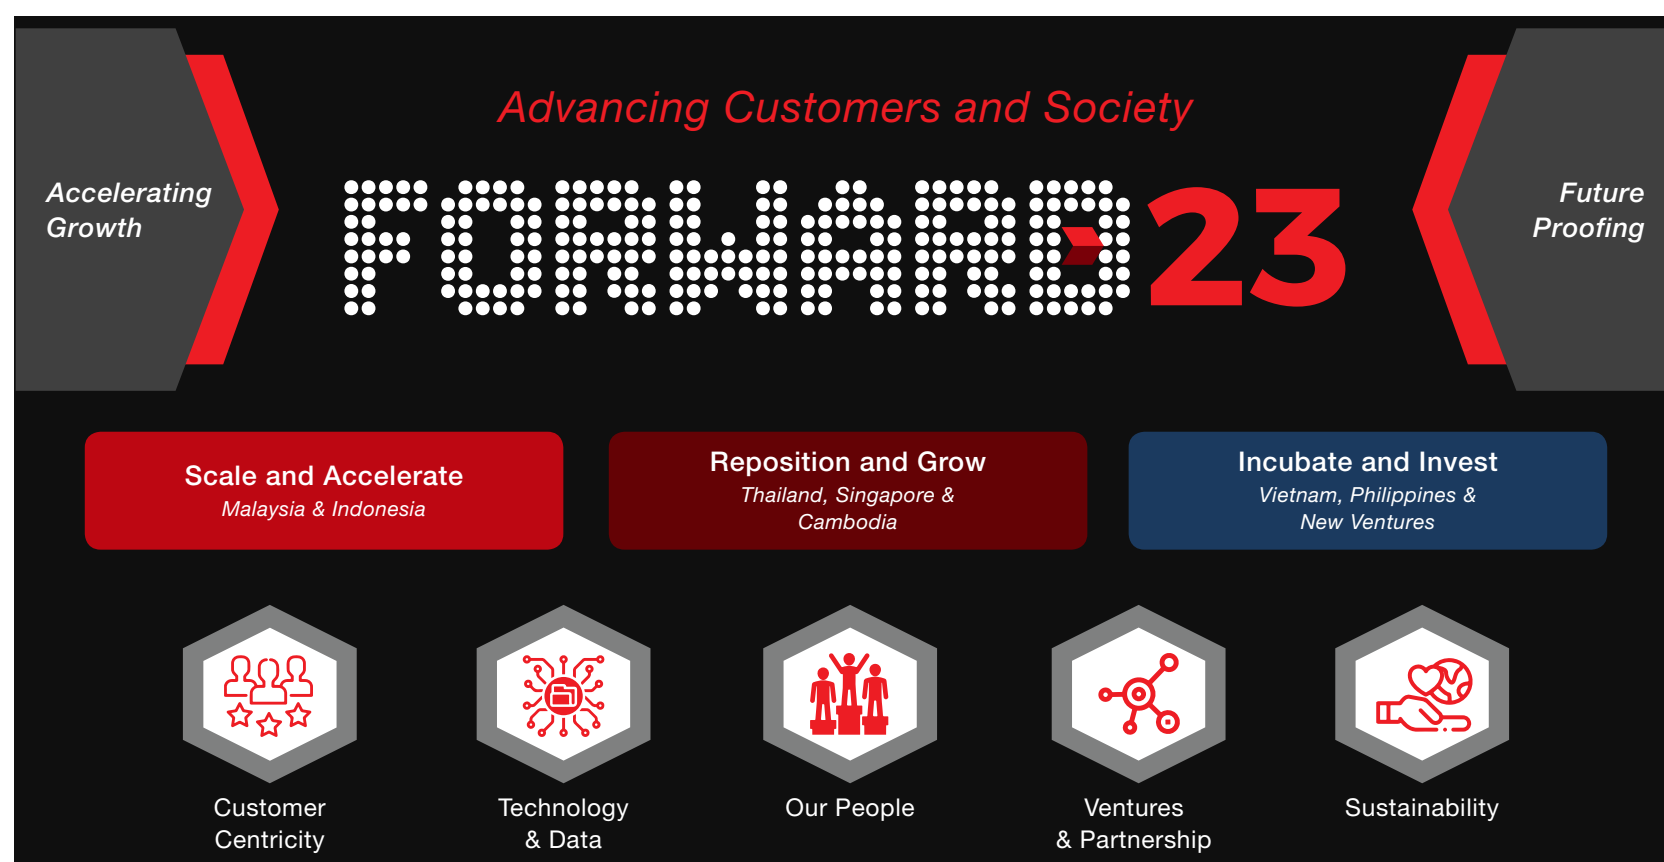 Advancing Customers and Society
Accelerating
Growth
FORWARD23
Future
Proofing
Scale and Accelerate
Malaysia & Indonesia
Reposition and Grow
Thailand, Singapore &
Cambodia
Incubate and Invest
Vietnam, Philippines &
New Ventures
Customer
Centricity
Technology
& Data
Our People
Ventures
& Partnership
Sustainability